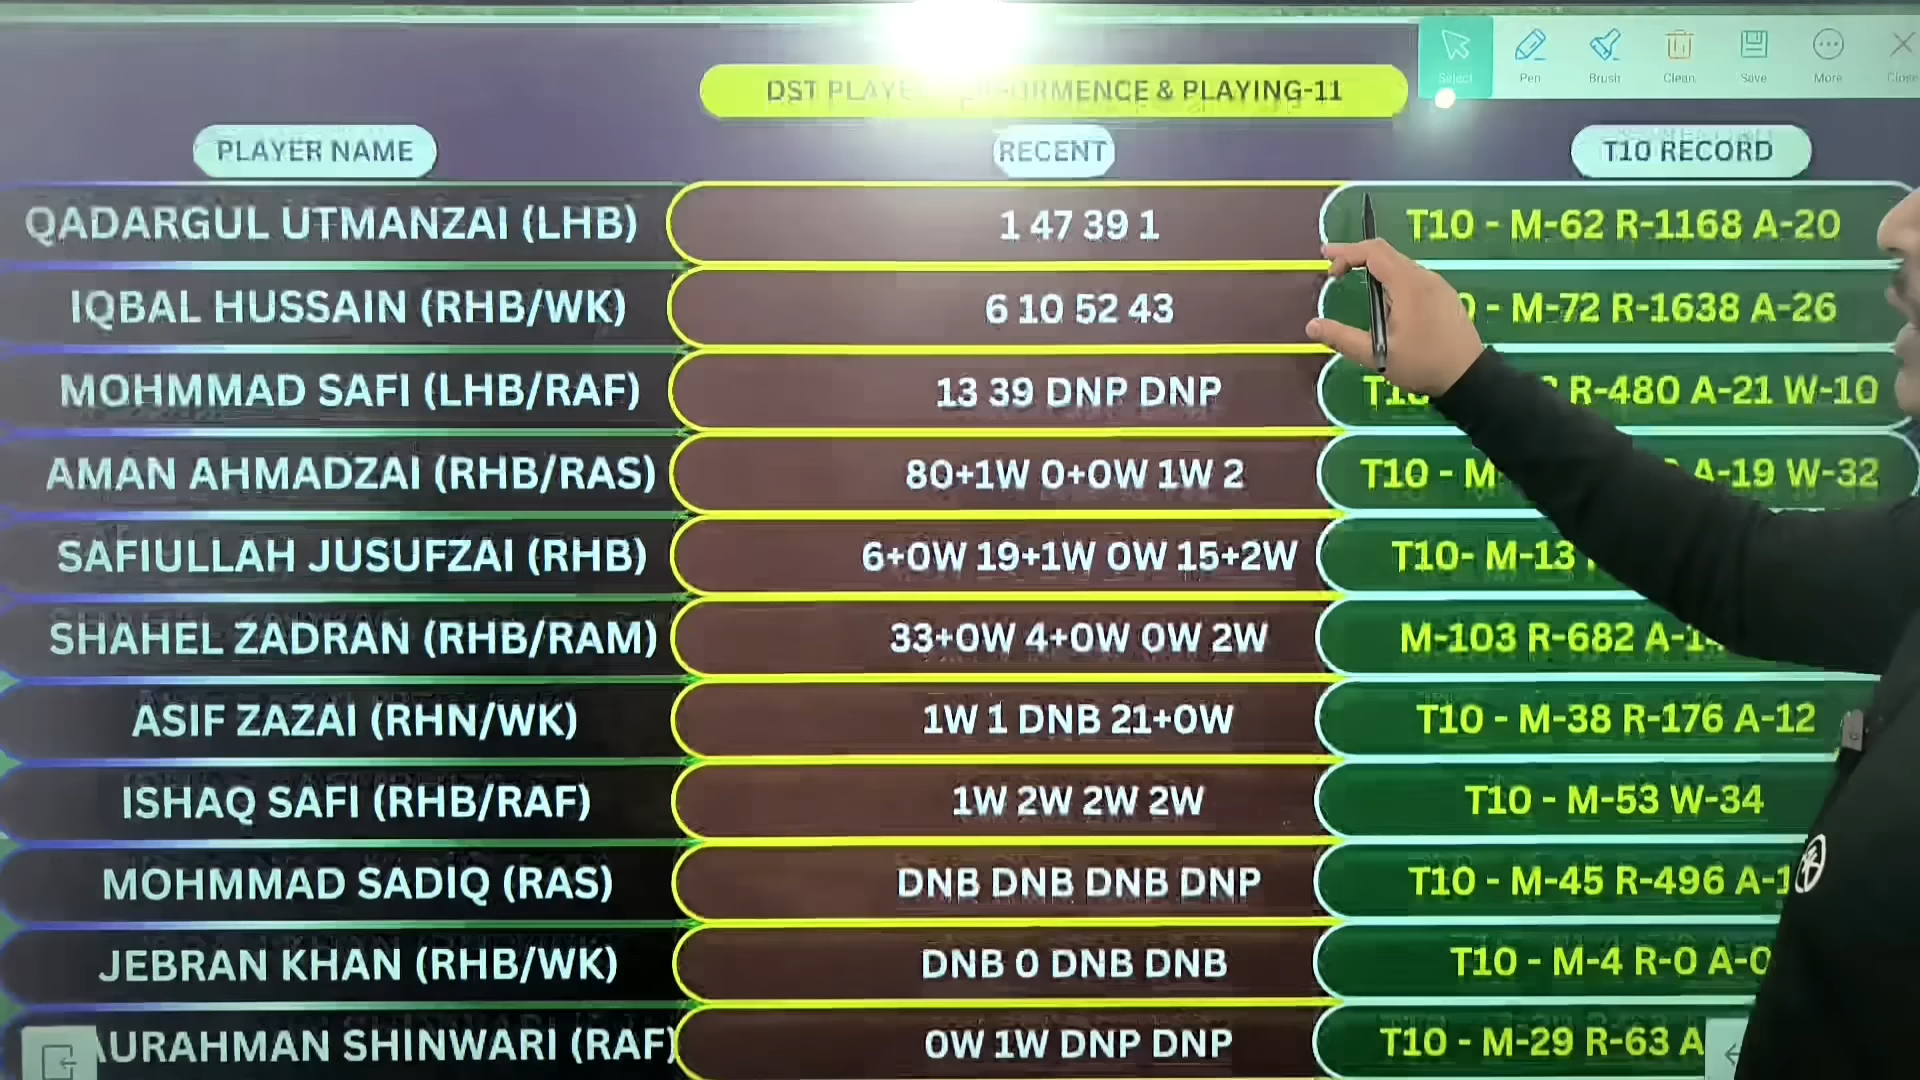 Select Pen Brush Clean Save More Close
DST PLAYE ORMENCE & PLAYING-11
PLAYER NAME RECENT T10 RECORD
QADARGUL UTMANZAI (LHB) 1 47 39 1 T10 - M-62 R-1168 A-20
IQBAL HUSSAIN (RHB/WK) 6 10 52 43 0 - M-72 R-1638 A-26
MOHMMAD SAFI (LHB/RAF) 13 39 DNP DNP T10 R-480 A-21 W-10
AMAN AHMADZAI (RHB/RAS) 80+1W 0+0W 1W 2 T10 - M- A-19 W-32
SAFIULLAH JUSUFZAI (RHB) 6+0W 19+1W 0W 15+2W T10- M-13
SHAHEL ZADRAN (RHB/RAM) 33+0W 4+0W 0W 2W M-103 R-682 A-1
ASIF ZAZAI (RHN/WK) 1W 1 DNB 21+0W T10 - M-38 R-176 A-12
ISHAQ SAFI (RHB/RAF) 1W 2W 2W 2W T10 - M-53 W-34
MOHMMAD SADIQ (RAS) DNB DNB DNB DNP T10 - M-45 R-496 A-1
JEBRAN KHAN (RHB/WK) DNB 0 DNB DNB T10 - M-4 R-0 A-0
AURAHMAN SHINWARI (RAF) 0W 1W DNP DNP T10 - M-29 R-63 A